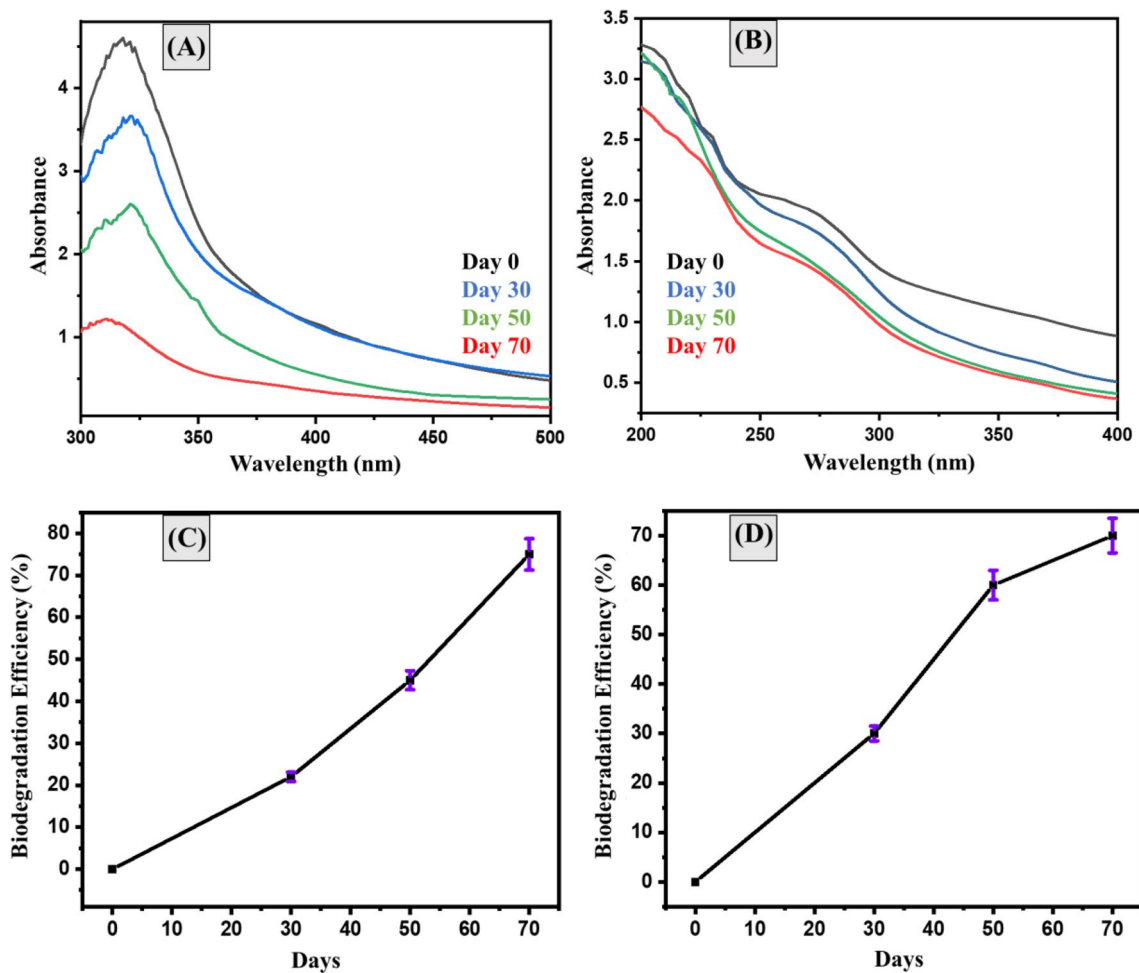 (A)
Absorbance
4
3
2
1
Day 0
Day 30
Day 50
Day 70
300 350 400 450 500
Wavelength (nm)
(B)
Absorbance
3.5
3.0
2.5
2.0
1.5
1.0
0.5
Day 0
Day 30
Day 50
Day 70
200 250 300 350 400
Wavelength (nm)
(C)
Biodegradation Efficiency (%)
80
70
60
50
40
30
20
10
0
0 10 20 30 40 50 60 70
Days
(D)
Biodegradation Efficiency (%)
70
60
50
40
30
20
10
0
0 10 20 30 40 50 60 70
Days